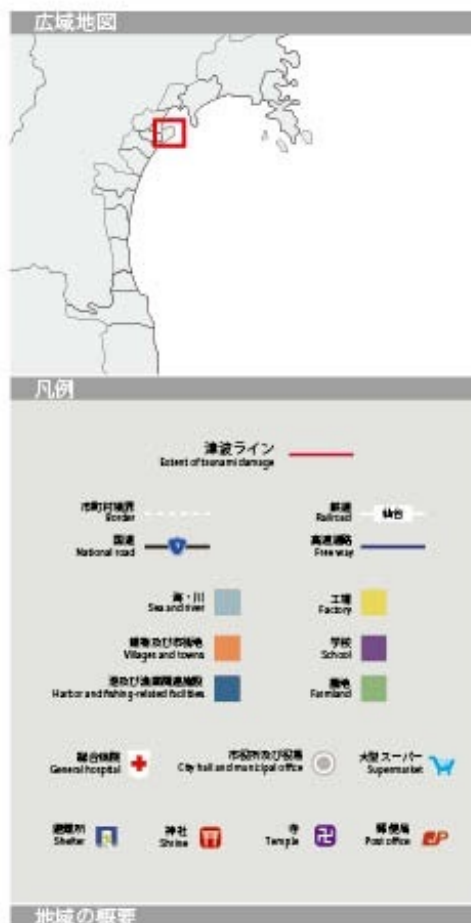 広域地図
凡例
津波ライン
Extent of tsunami damage
市町村境界
Border
鉄道
Railroad
仙台
国道
National road
高速道路
Free way
海・川
Sea and river
工場
Factory
集落及び市街地
Villages and towns
学校
School
港及び漁業関連施設
Harbor and fishing-related facilities
農地
Farmland
総合病院
General hospital
市役所及び役場
City hall and municipal office
大型スーパー
Supermarket
避難所
Shelter
神社
Shrine
寺
Temple
郵便局
Post office
地域の概要